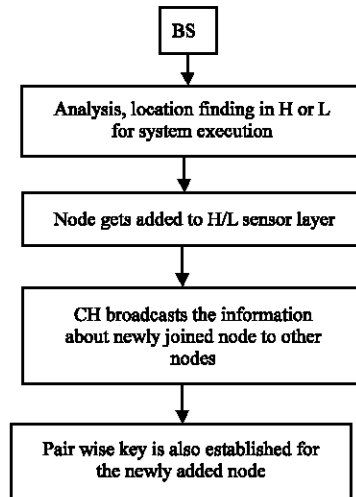 BS
Analysis, location finding in H or L
for system execution
Node gets added to H/L sensor layer
CH broadcasts the information
about newly joined node to other
nodes
Pair wise key is also established for
the newly added node